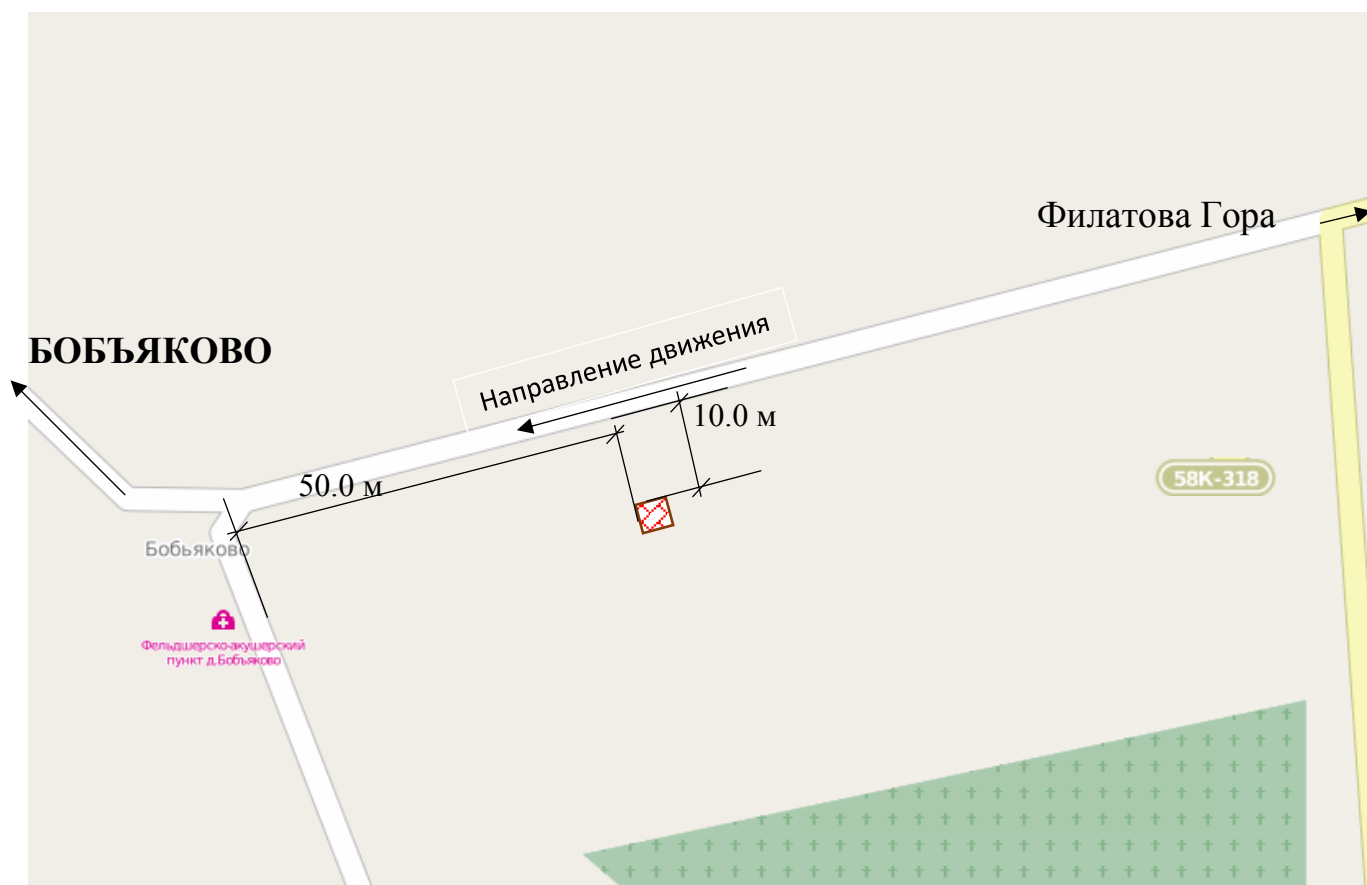 Филатова Гора
Направление движения
БОБЪЯКОВО
10.0 м
58К-318
50.0 м
Бобьяково
Фельдшерско-акушерский
пункт д.Бобъяково